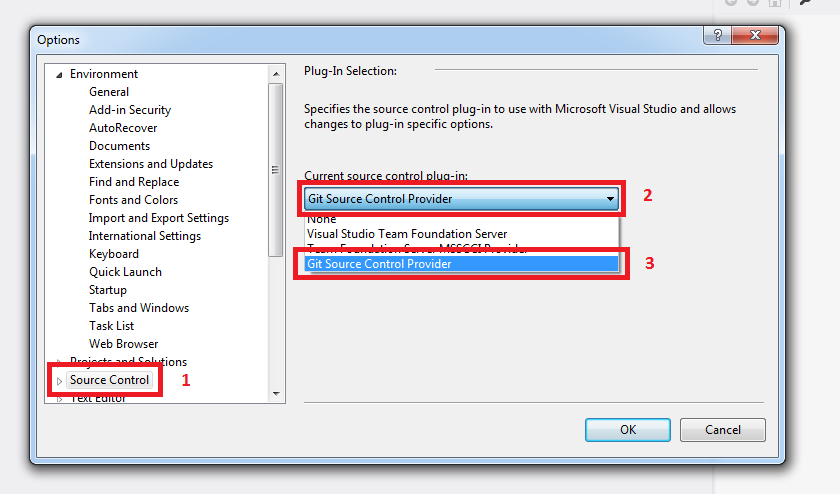 Options
Environment
General
Add-in Security
AutoRecover
Documents
Extensions and Updates
Find and Replace
Fonts and Colors
Import and Export Settings
International Settings
Keyboard
Quick Launch
Startup
Tabs and Windows
Task List
Web Browser
Projects and Solutions
Source Control
1
Text Editor
Plug-In Selection:
Specifies the source control plug-in to use with Microsoft Visual Studio and allows
changes to plug-in specific options.
Current source control plug-in:
Git Source Control Provider
2
None
Visual Studio Team Foundation Server
Team Foundation Server MSSCCI Provider
Git Source Control Provider
3
OK
Cancel